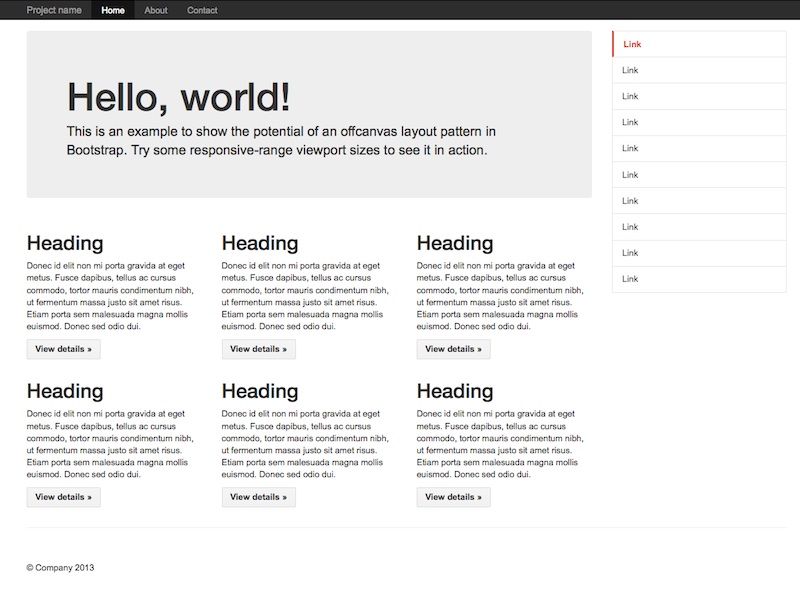 Project name Home About Contact
Hello, world!
This is an example to show the potential of an offcanvas layout pattern in
Bootstrap. Try some responsive-range viewport sizes to see it in action.
Link
Link
Link
Link
Link
Link
Link
Link
Link
Link
Heading
Donec id elit non mi porta gravida at eget
metus. Fusce dapibus, tellus ac cursus
commodo, tortor mauris condimentum nibh,
ut fermentum massa justo sit amet risus.
Etiam porta sem malesuada magna mollis
euismod. Donec sed odio dui.
View details »
Heading
Donec id elit non mi porta gravida at eget
metus. Fusce dapibus, tellus ac cursus
commodo, tortor mauris condimentum nibh,
ut fermentum massa justo sit amet risus.
Etiam porta sem malesuada magna mollis
euismod. Donec sed odio dui.
View details »
Heading
Donec id elit non mi porta gravida at eget
metus. Fusce dapibus, tellus ac cursus
commodo, tortor mauris condimentum nibh,
ut fermentum massa justo sit amet risus.
Etiam porta sem malesuada magna mollis
euismod. Donec sed odio dui.
View details »
Heading
Donec id elit non mi porta gravida at eget
metus. Fusce dapibus, tellus ac cursus
commodo, tortor mauris condimentum nibh,
ut fermentum massa justo sit amet risus.
Etiam porta sem malesuada magna mollis
euismod. Donec sed odio dui.
View details »
Heading
Donec id elit non mi porta gravida at eget
metus. Fusce dapibus, tellus ac cursus
commodo, tortor mauris condimentum nibh,
ut fermentum massa justo sit amet risus.
Etiam porta sem malesuada magna mollis
euismod. Donec sed odio dui.
View details »
Heading
Donec id elit non mi porta gravida at eget
metus. Fusce dapibus, tellus ac cursus
commodo, tortor mauris condimentum nibh,
ut fermentum massa justo sit amet risus.
Etiam porta sem malesuada magna mollis
euismod. Donec sed odio dui.
View details »
© Company 2013